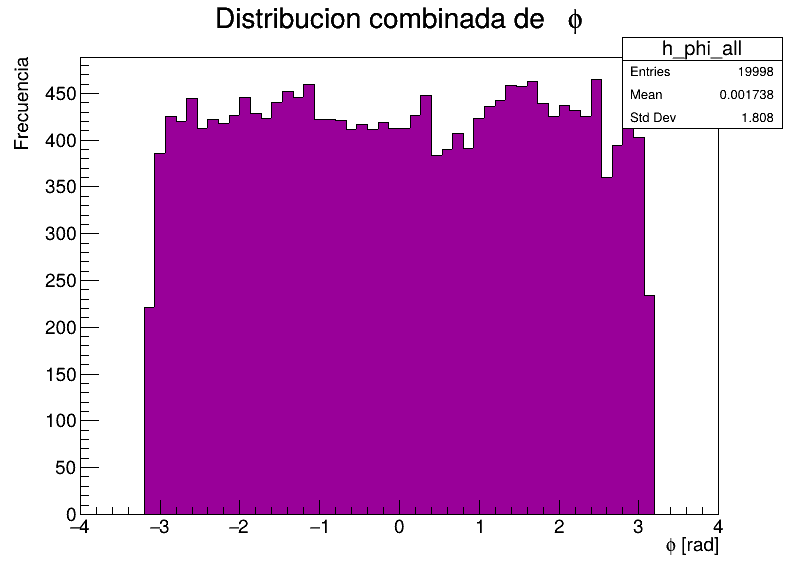 Distribucion combinada de ϕ
h_phi_all
Entries 19998
Mean 0.001738
Std Dev 1.808
Frecuencia
450
400
350
300
250
200
150
100
50
0
−4 −3 −2 −1 0 1 2 3 4
ϕ [rad]